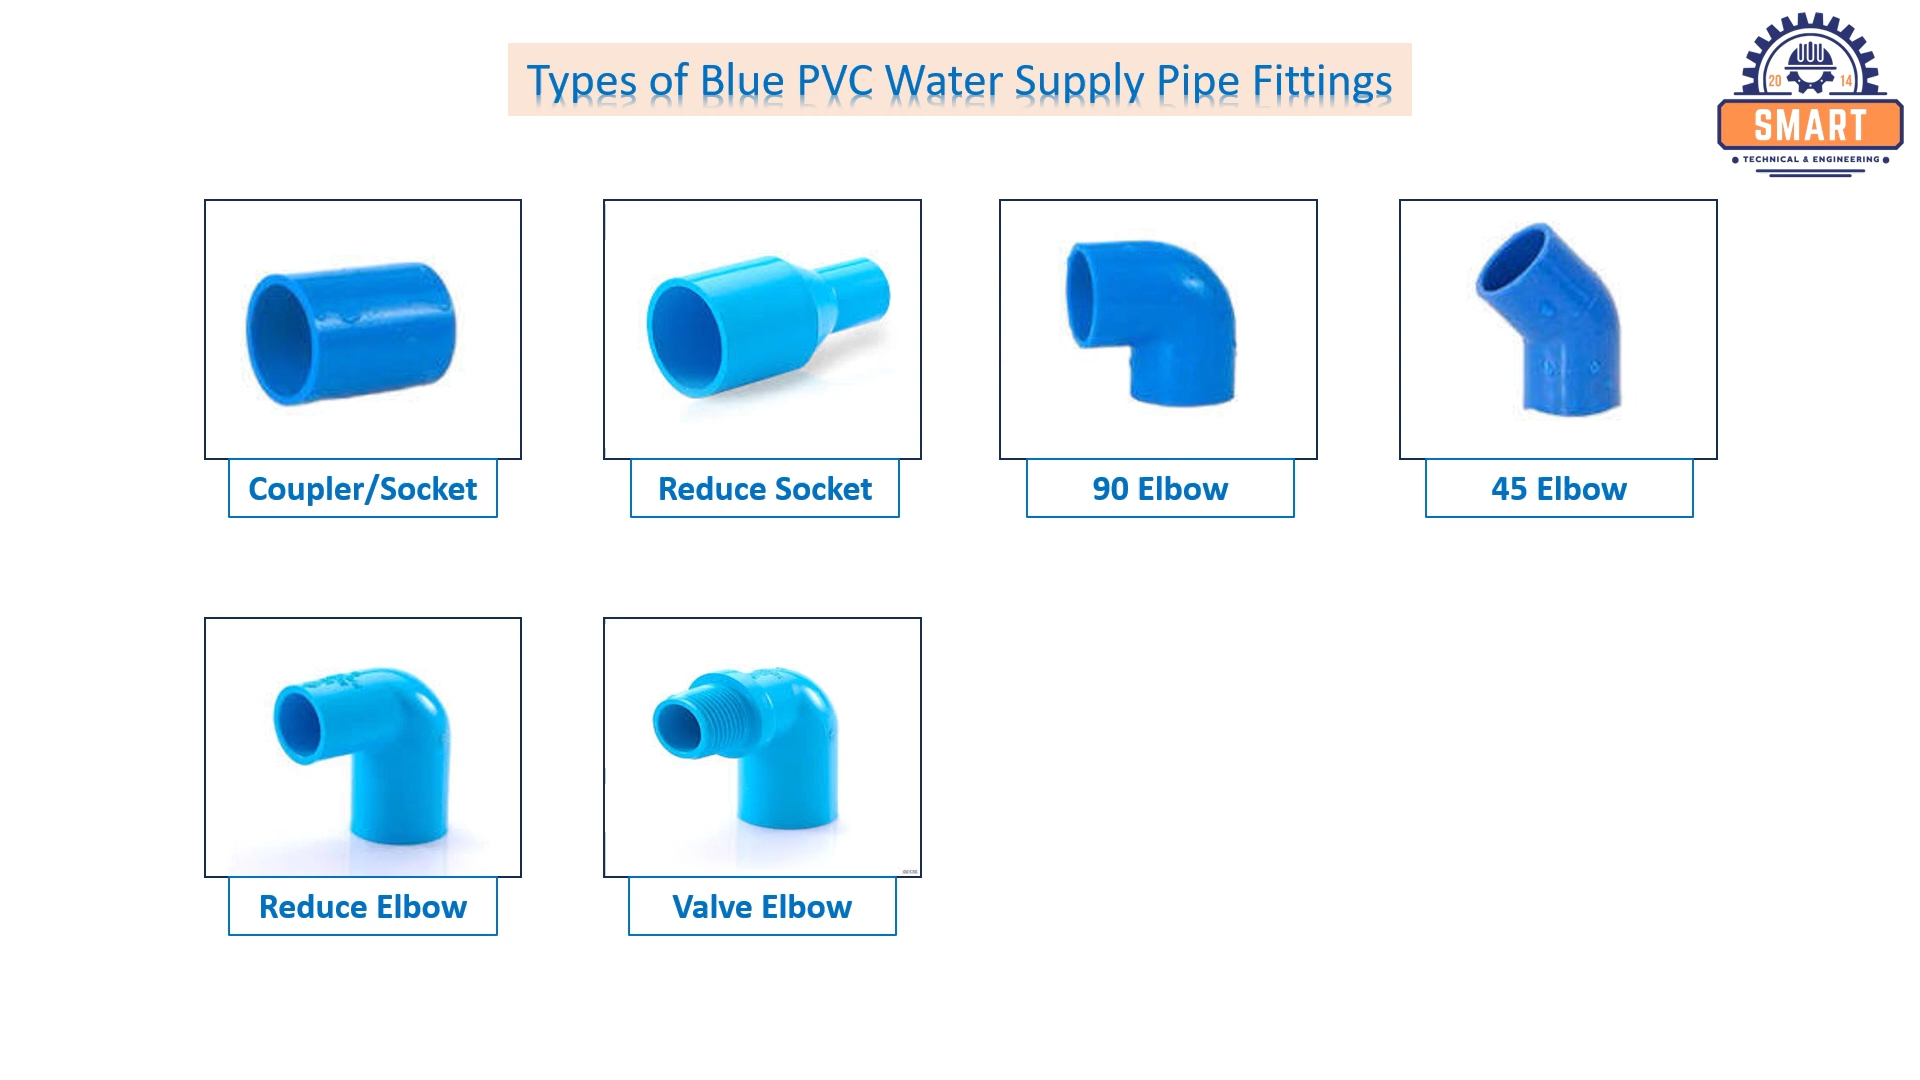 Types of Blue PVC Water Supply Pipe Fittings
20 14
SMART
TECHNICAL & ENGINEERING
Coupler/Socket
Reduce Socket
90 Elbow
45 Elbow
Reduce Elbow
Valve Elbow